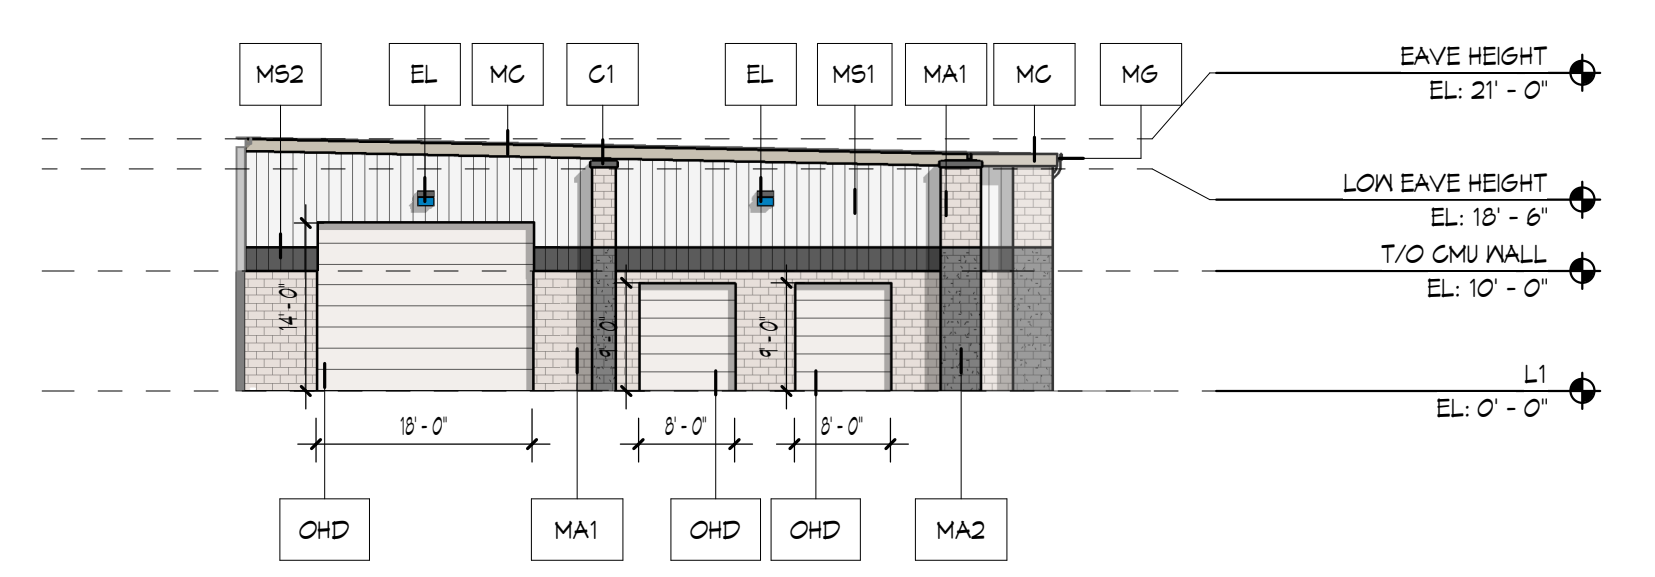 MS2
EL
MC
C1
EL
MS1
MA1
MC
MG
EAVE HEIGHT
EL: 21' - 0"
LOW EAVE HEIGHT
EL: 18' - 6"
T/O CMU WALL
EL: 10' - 0"
14' - 0"
9' - 0"
9' - 0"
L1
EL: 0' - 0"
18' - 0"
8' - 0"
8' - 0"
OHD
MA1
OHD
OHD
MA2